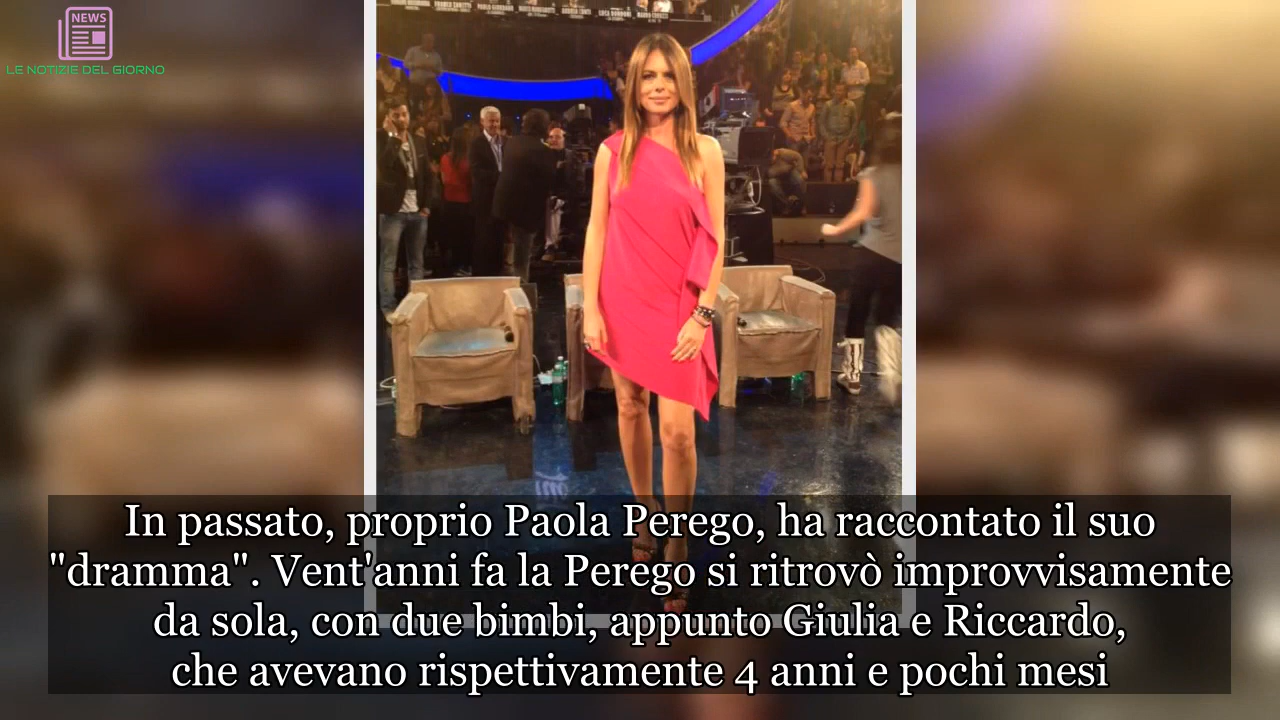 NEWS
LE NOTIZIE DEL GIORNO
In passato, proprio Paola Perego, ha raccontato il suo
"dramma". Vent'anni fa la Perego si ritrovò improvvisamente
da sola, con due bimbi, appunto Giulia e Riccardo,
che avevano rispettivamente 4 anni e pochi mesi